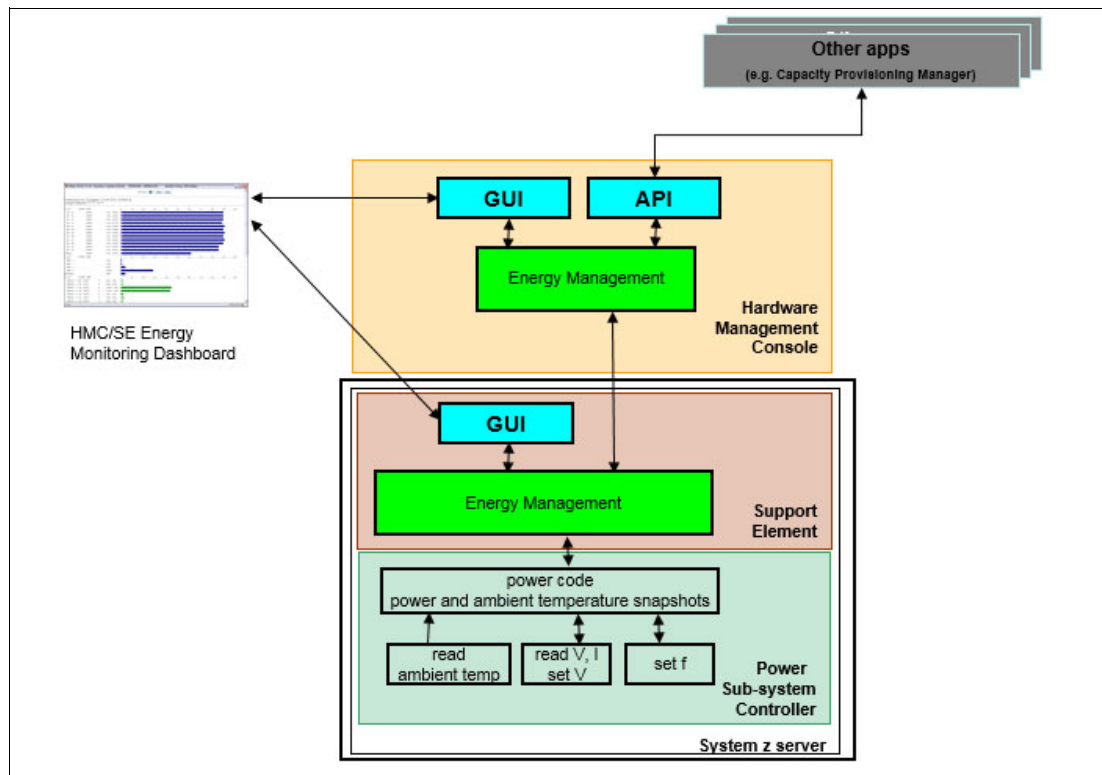 Other apps
(e.g. Capacity Provisioning Manager)
GUI
API
Energy Management
Hardware
Management
Console
HMC/SE Energy
Monitoring Dashboard
GUI
Energy Management
Support
Element
power code
power and ambient temperature snapshots
read
ambient temp
read V, I
set V
set f
Power
Sub-system
Controller
System z server